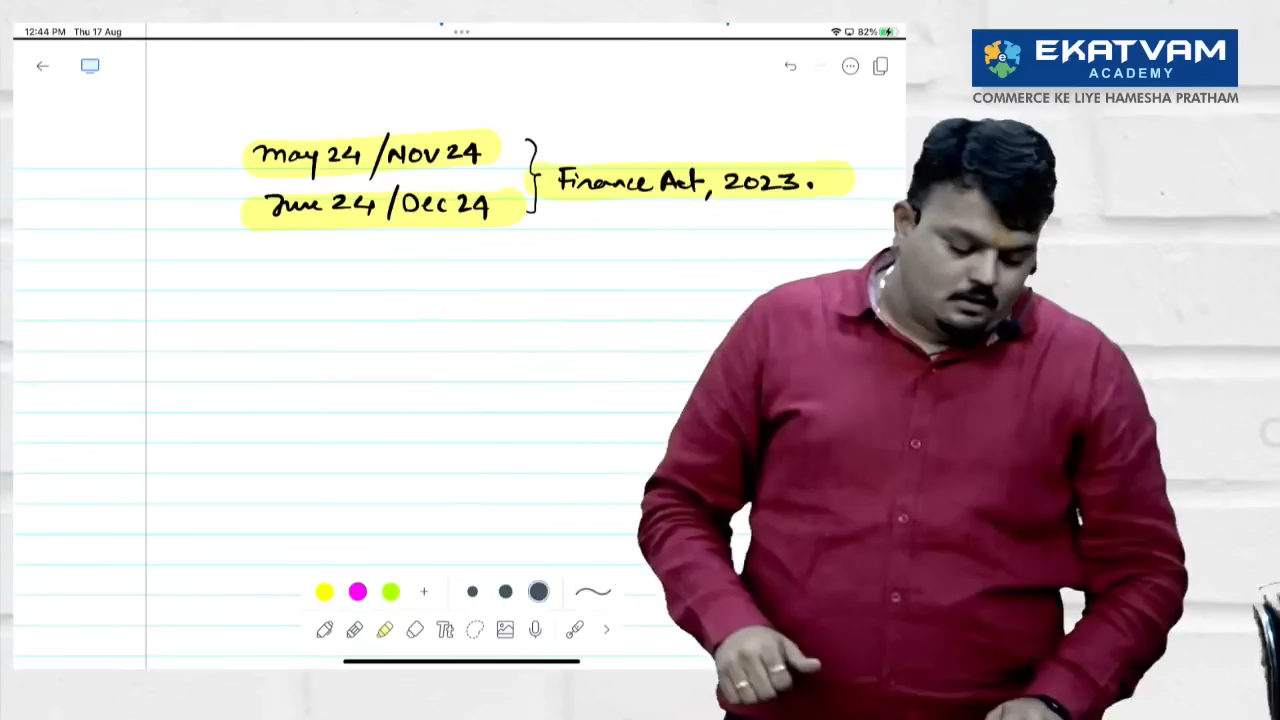 12:44 PM Thu 17 Aug
82%
EKATVAM
ACADEMY
COMMERCE KE LIYE HAMESHA PRATHAM
May 24 / Nov 24
June 24 / Dec 24
Finance Act, 2023.
Tt